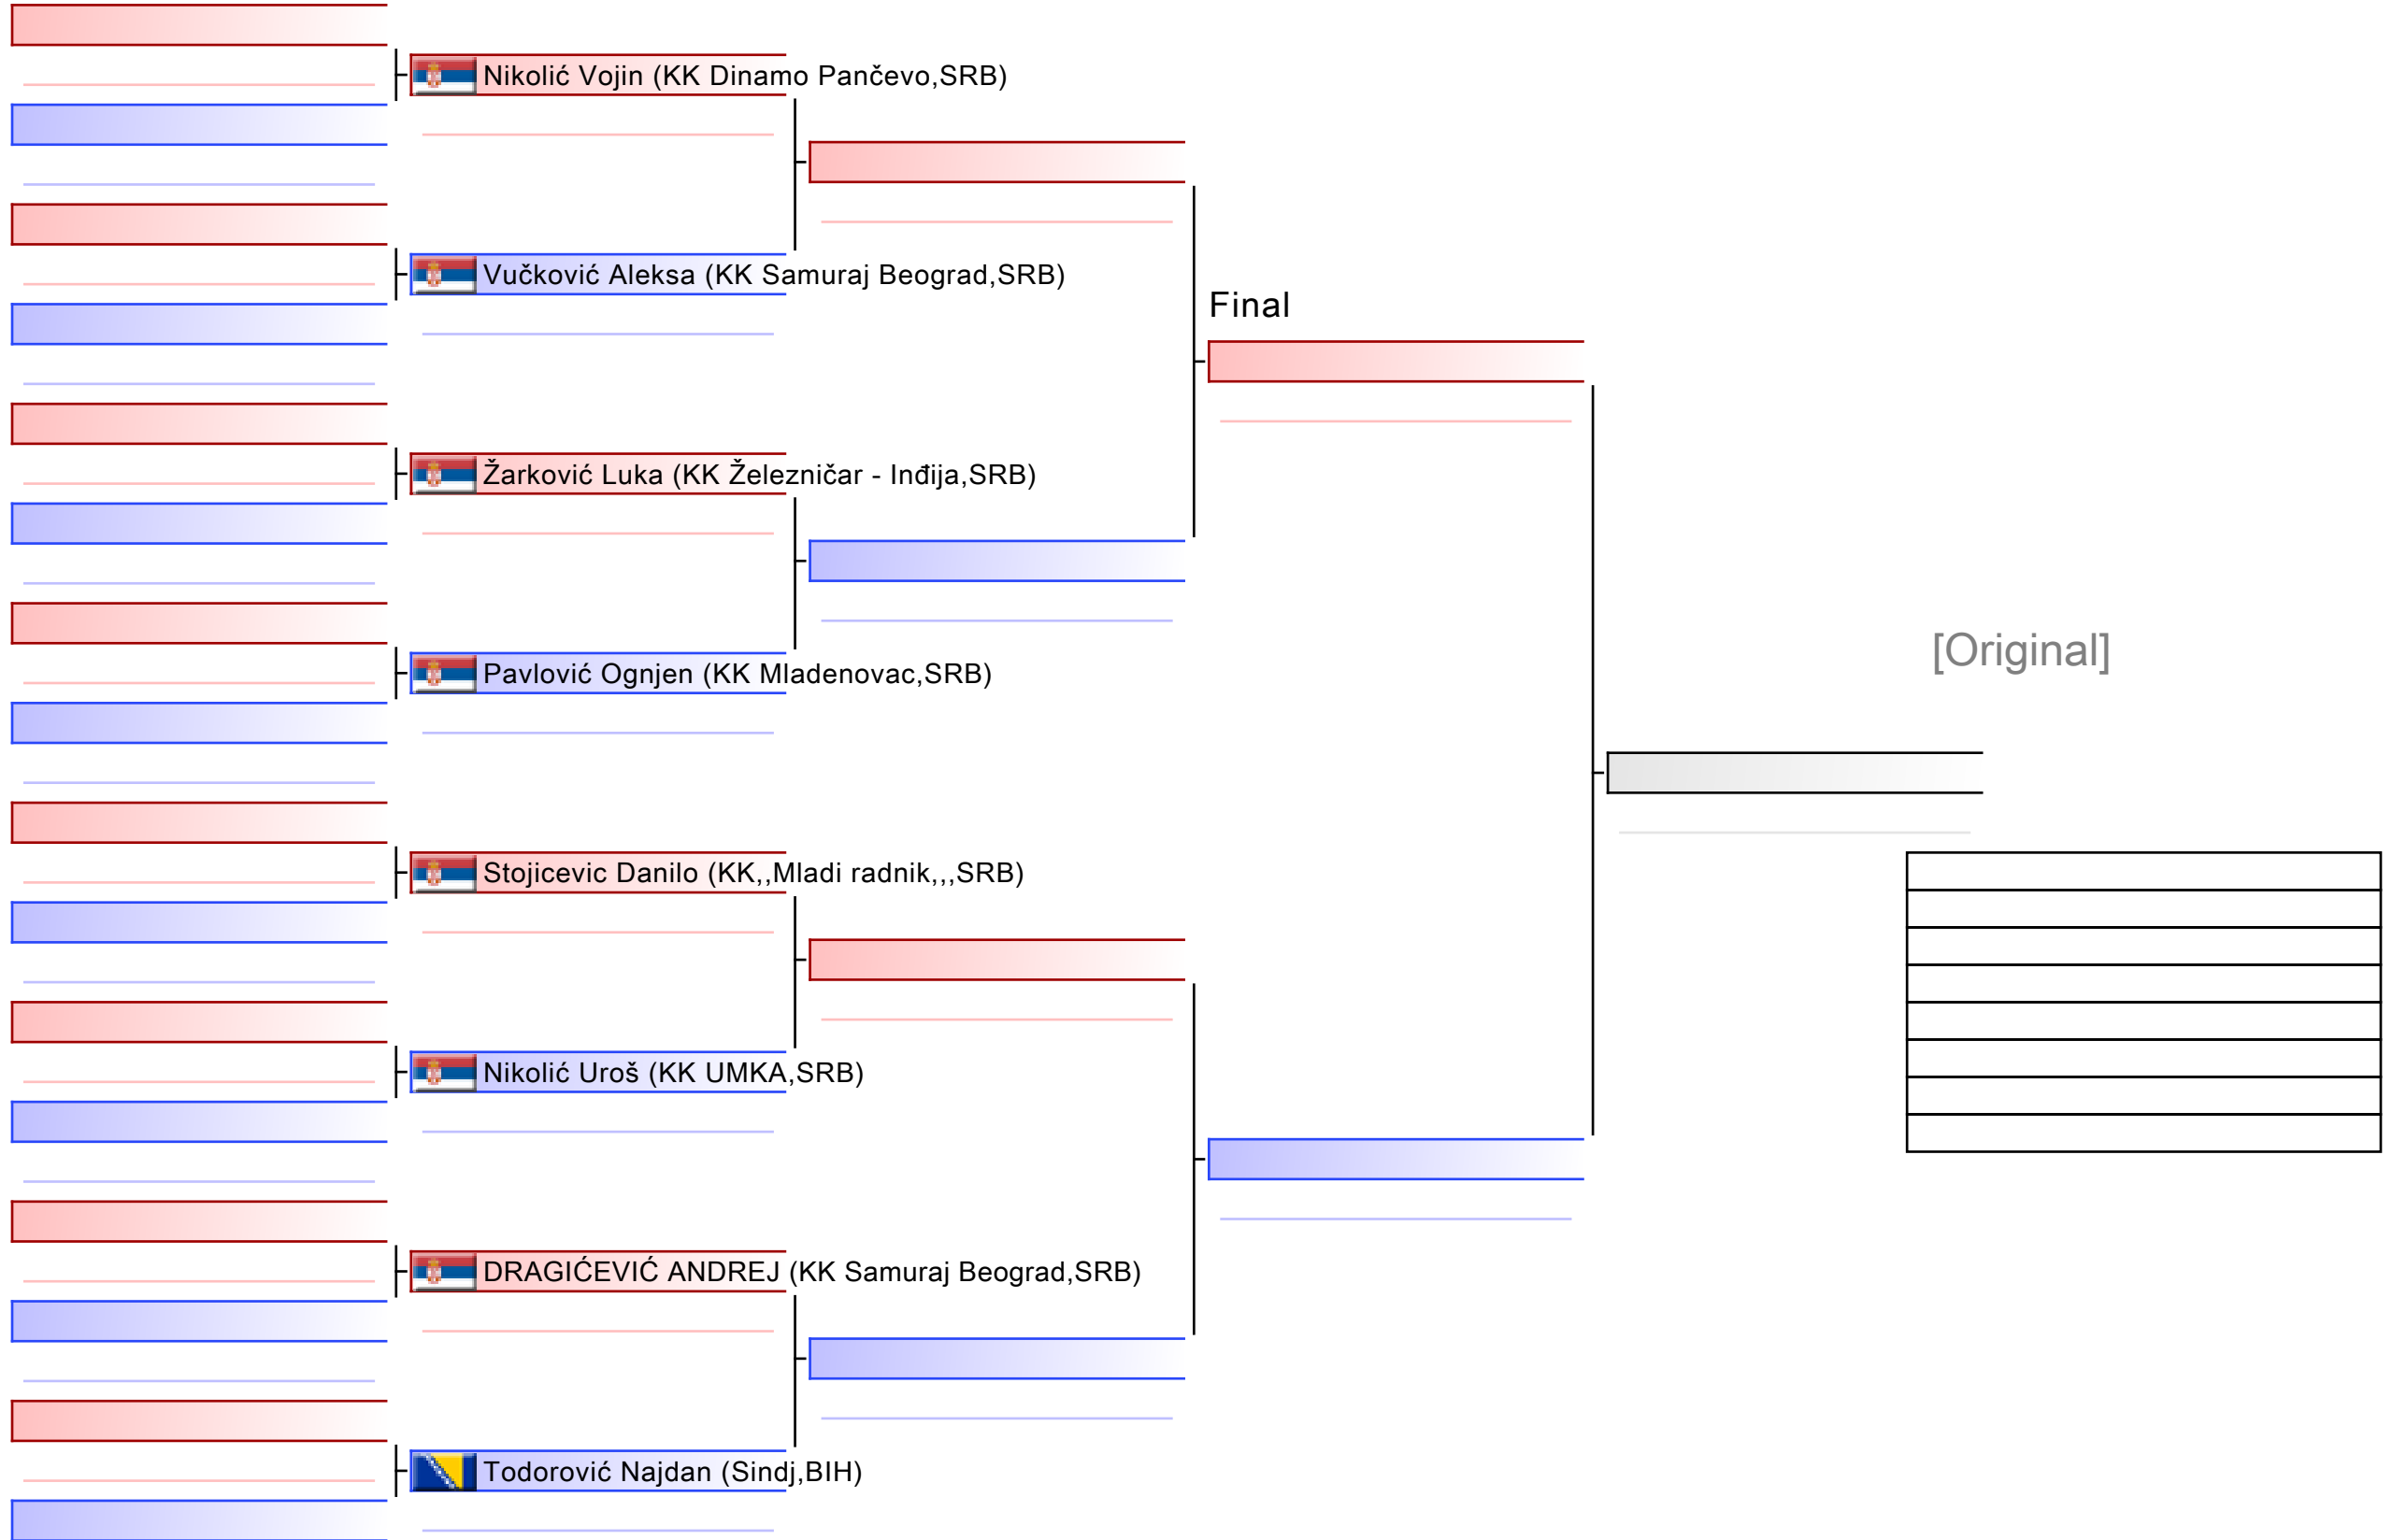 Nikolić Vojin (KK Dinamo Pančevo,SRB)
Vučković Aleksa (KK Samuraj Beograd,SRB)
Final
Žarković Luka (KK Železničar - Inđija,SRB)
[Original]
Pavlović Ognjen (KK Mladenovac,SRB)
Stojicevic Danilo (KK,,Mladi radnik,,,SRB)
Nikolić Uroš (KK UMKA,SRB)
DRAGIĆEVIĆ ANDREJ (KK Samuraj Beograd,SRB)
Todorović Najdan (Sindj,BIH)